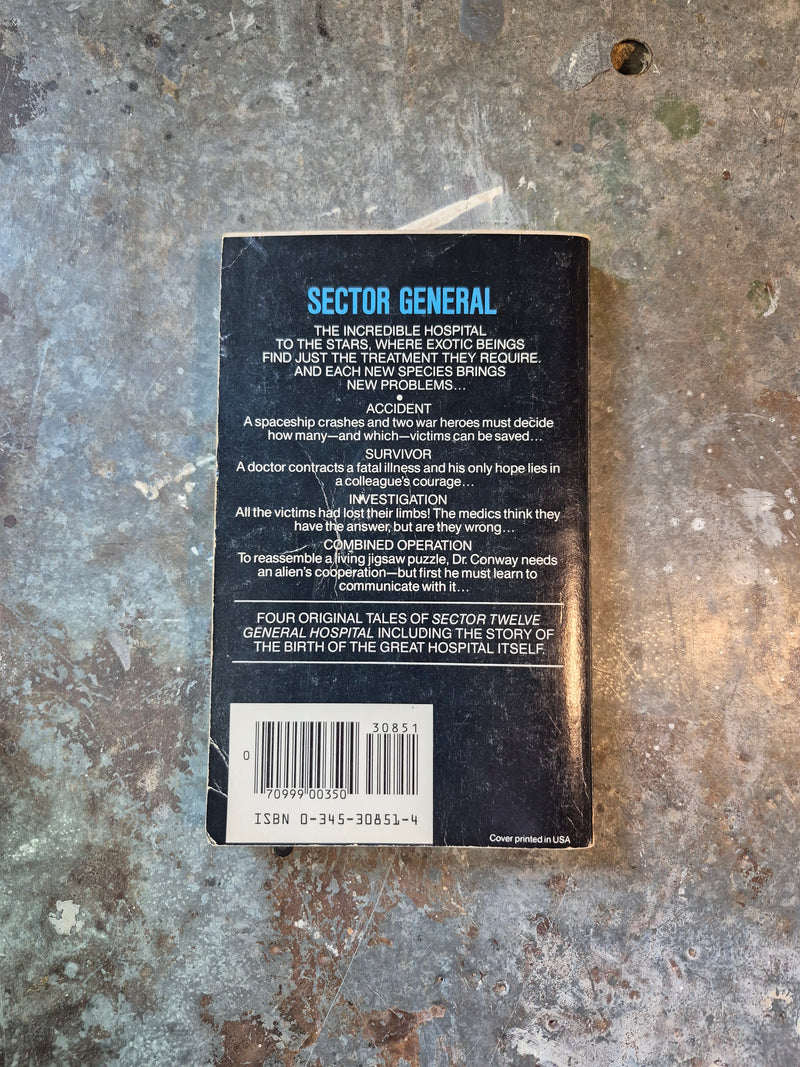 SECTOR GENERAL
THE INCREDIBLE HOSPITAL
TO THE STARS, WHERE EXOTIC BEINGS
FIND JUST THE TREATMENT THEY REQUIRE.
AND EACH NEW SPECIES BRINGS
NEW PROBLEMS...
ACCIDENT
A spaceship crashes and two war heroes must decide
how many—and which—victims can be saved...
SURVIVOR
A doctor contracts a fatal illness and his only hope lies in
a colleague's courage...
INVESTIGATION
All the victims had lost their limbs! The medics think they
have the answer, but are they wrong...
COMBINED OPERATION
To reassemble a living jigsaw puzzle, Dr. Conway needs
an alien's cooperation—but first he must learn to
communicate with it...
FOUR ORIGINAL TALES OF SECTOR TWELVE
GENERAL HOSPITAL INCLUDING THE STORY OF
THE BIRTH OF THE GREAT HOSPITAL ITSELF.
30851
0
70999 00350
ISBN 0-345-30851-4
Cover printed in USA